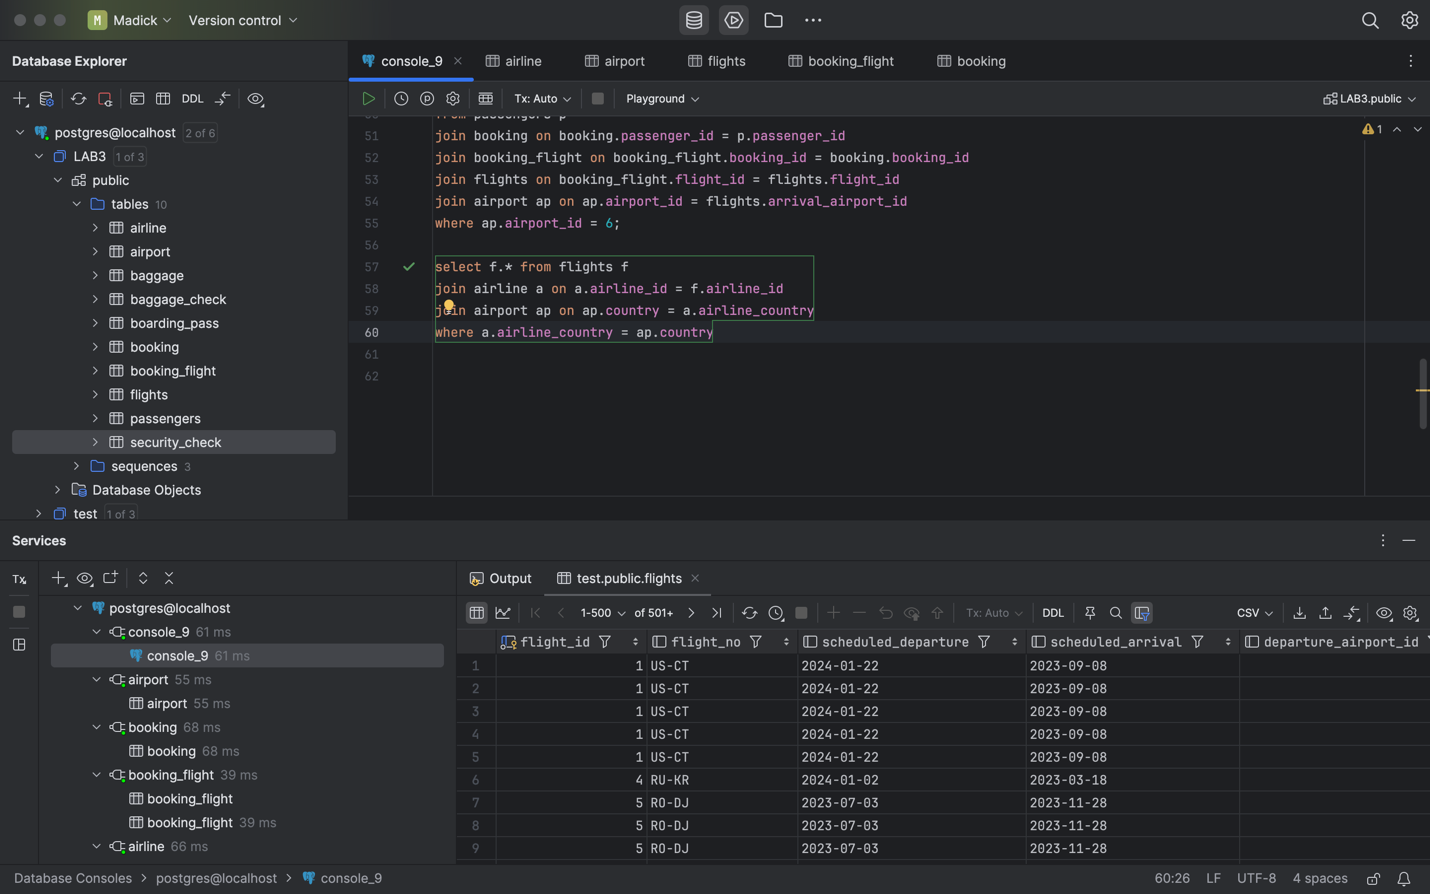 M Madick Version control
Database Explorer
console_9 airline airport flights booking_flight booking
DDL
Tx: Auto Playground LAB3.public
postgres@localhost 2 of 6
LAB3 1 of 3
public
tables 10
airline
airport
baggage
baggage_check
boarding_pass
booking
booking_flight
flights
passengers
security_check
sequences 3
Database Objects
test 1 of 3
1
51 join booking on booking.passenger_id = p.passenger_id
52 join booking_flight on booking_flight.booking_id = booking.booking_id
53 join flights on booking_flight.flight_id = flights.flight_id
54 join airport ap on ap.airport_id = flights.arrival_airport_id
55 where ap.airport_id = 6;
56
57 select f.* from flights f
58 join airline a on a.airline_id = f.airline_id
59 join airport ap on ap.country = a.airline_country
60 where a.airline_country = ap.country
61
62
Services
Tx
postgres@localhost
console_9 61 ms
console_9 61 ms
airport 55 ms
airport 55 ms
booking 68 ms
booking 68 ms
booking_flight 39 ms
booking_flight
booking_flight 39 ms
airline 66 ms
Output test.public.flights
1-500 of 501+ Tx: Auto DDL CSV
flight_id flight_no scheduled_departure scheduled_arrival departure_airport_id
1 1 US-CT 2024-01-22 2023-09-08
2 1 US-CT 2024-01-22 2023-09-08
3 1 US-CT 2024-01-22 2023-09-08
4 1 US-CT 2024-01-22 2023-09-08
5 1 US-CT 2024-01-22 2023-09-08
6 4 RU-KR 2024-01-02 2023-03-18
7 5 RO-DJ 2023-07-03 2023-11-28
8 5 RO-DJ 2023-07-03 2023-11-28
9 5 RO-DJ 2023-07-03 2023-11-28
Database Consoles postgres@localhost console_9
60:26 LF UTF-8 4 spaces